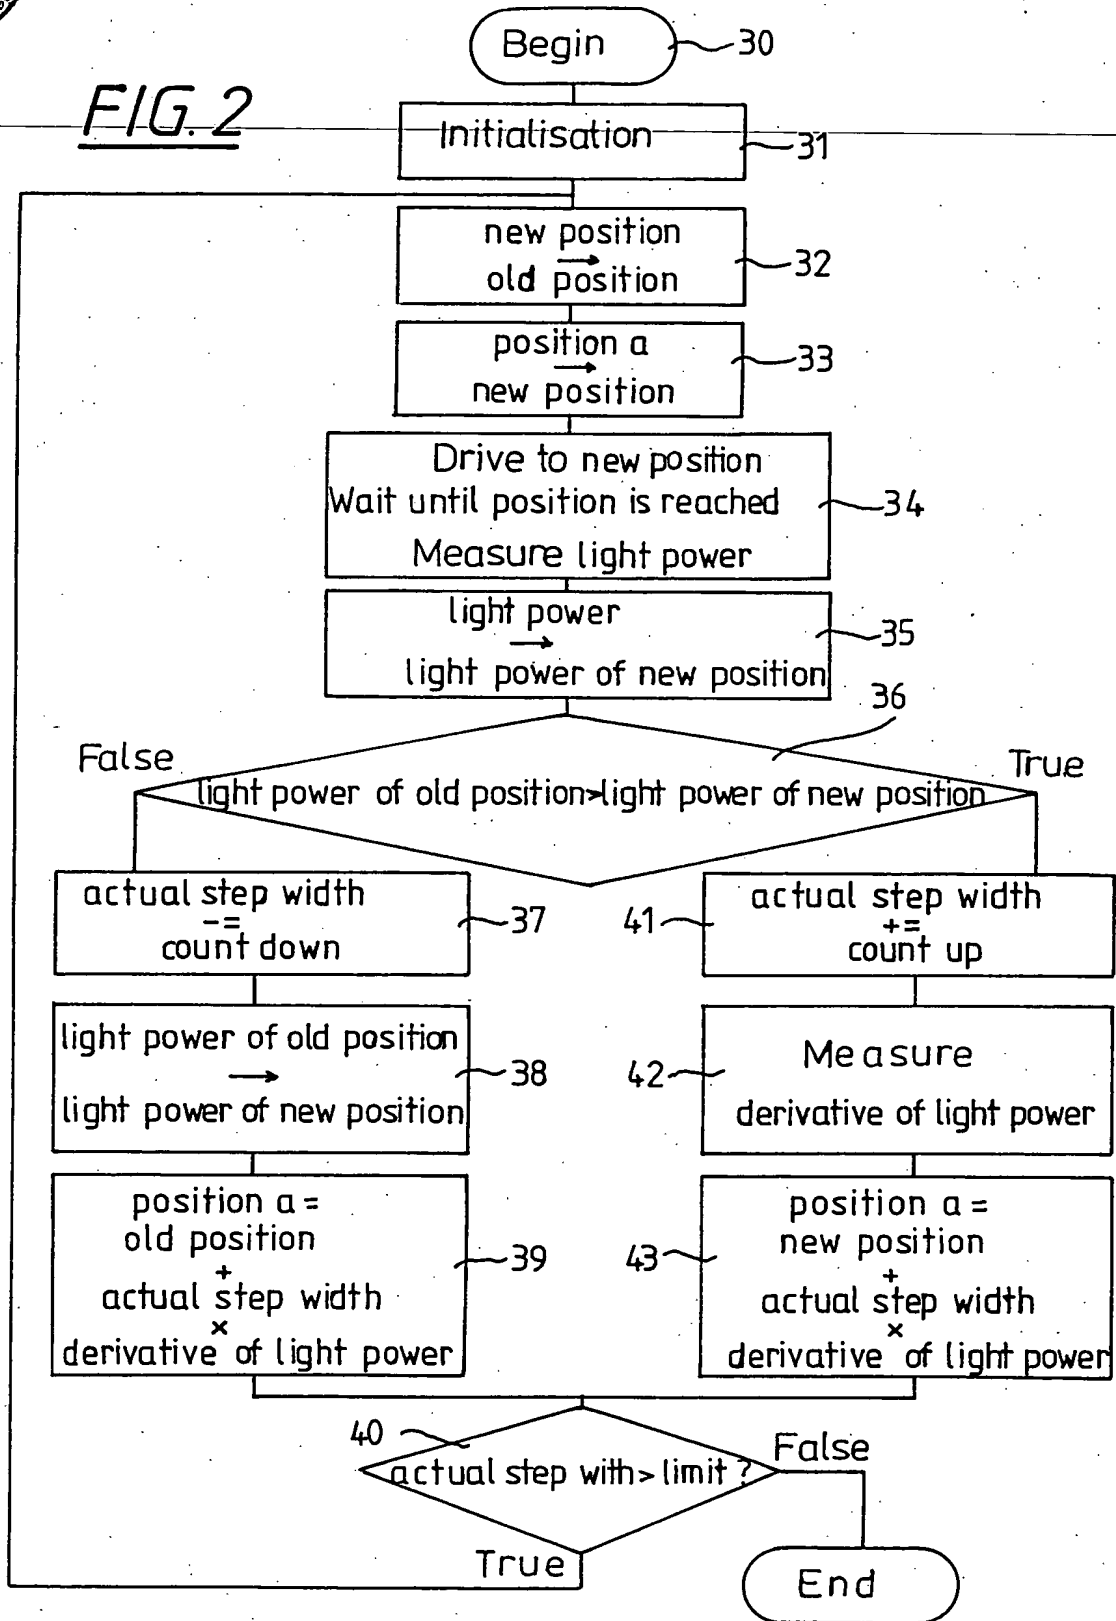 Begin
30
FIG. 2
Initialisation
31
new position
→
old position
32
position a
→
new position
33
Drive to new position
Wait until position is reached
Measure light power
34
light power
→
light power of new position
35
36
False
True
light power of old position>light power of new position
actual step width
-=
count down
37
light power of old position
→
light power of new position
38
position a =
old position
+
actual step width
×
derivative of light power
39
41
actual step width
+=
count up
42
Measure
derivative of light power
43
position a =
new position
+
actual step width
×
derivative of light power
40
actual step with > limit ?
False
True
End